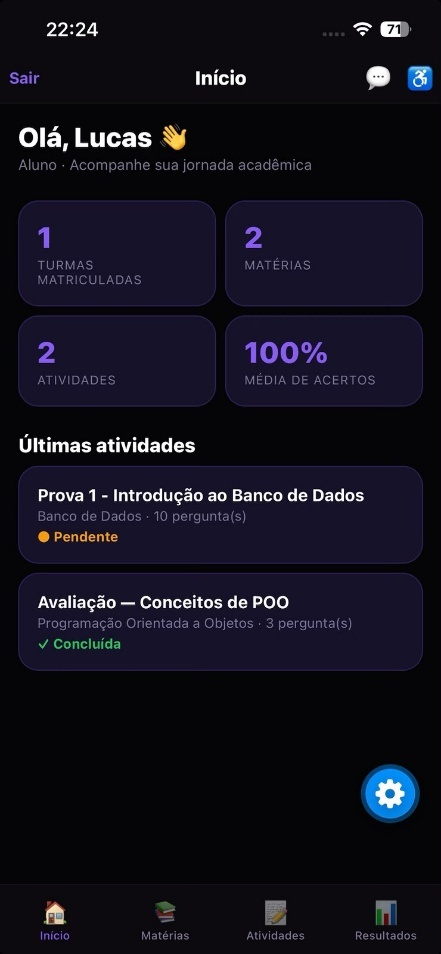 22:24
71
Sair
Início
Olá, Lucas 👋
Aluno · Acompanhe sua jornada acadêmica
1
TURMAS
MATRICULADAS
2
MATÉRIAS
2
ATIVIDADES
100%
MÉDIA DE ACERTOS
Últimas atividades
Prova 1 - Introdução ao Banco de Dados
Banco de Dados · 10 pergunta(s)
Pendente
Avaliação — Conceitos de POO
Programação Orientada a Objetos · 3 pergunta(s)
✓ Concluída
Início
Matérias
Atividades
Resultados